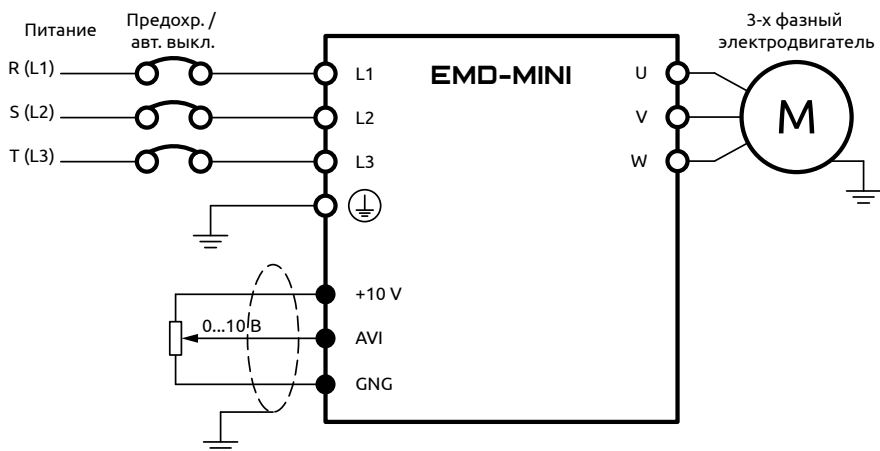 Питание
Предохр. /
авт. выкл.
3-х фазный
электродвигатель
R (L1)
L1
EMD-MINI
U
S (L2)
L2
V
M
T (L3)
L3
W
+10 V
0...10 В
AVI
GNG